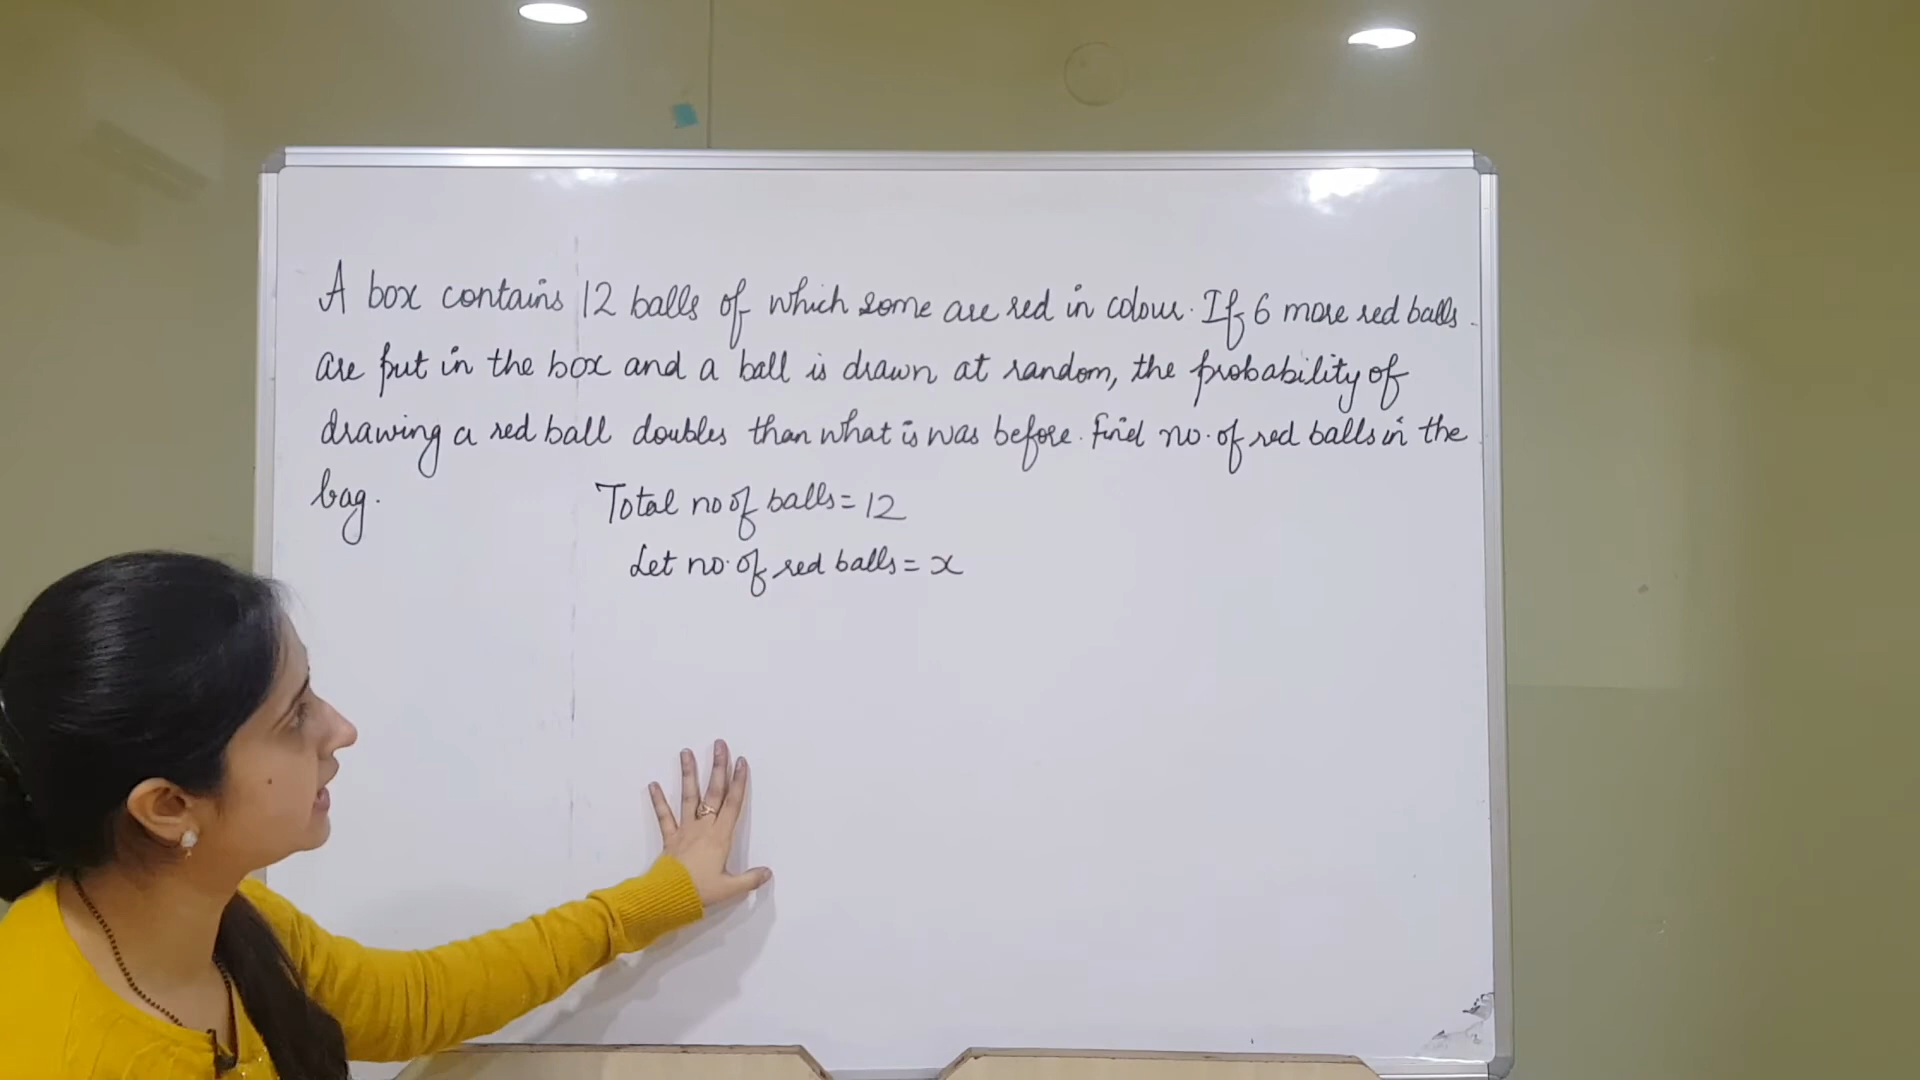 A box contains 12 balls of which some are red in colour. If 6 more red balls
are put in the box and a ball is drawn at random, the probability of
drawing a red ball doubles than what is was before. Find no. of red balls in the
bag.
Total no of balls = 12
Let no. of red balls = x